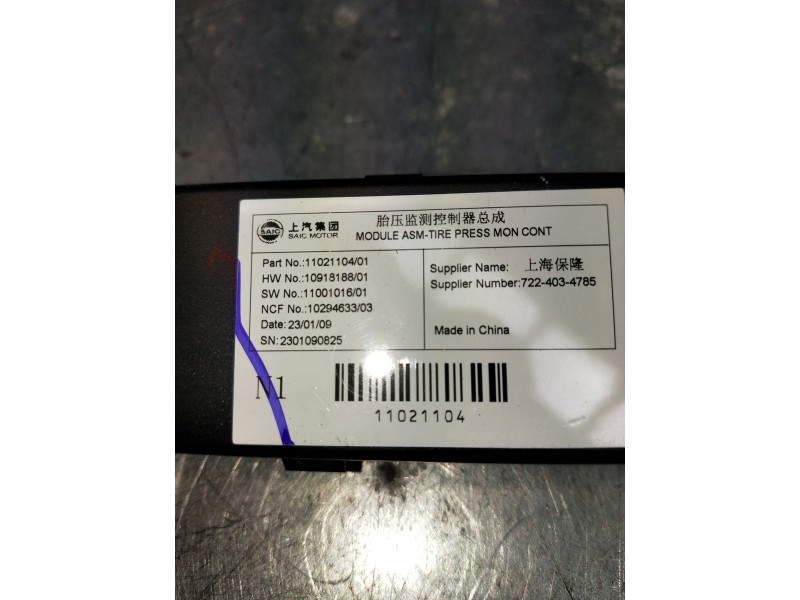 SAIC
上汽集团
SAIC MOTOR
胎压监测控制器总成
MODULE ASM-TIRE PRESS MON CONT
Part No.:11021104/01
HW No.:10918188/01
SW No.:11001016/01
NCF No.:10294633/03
Date: 23/01/09
SN: 2301090825
Supplier Name: 上海保隆
Supplier Number:722-403-4785
Made in China
N1
11021104